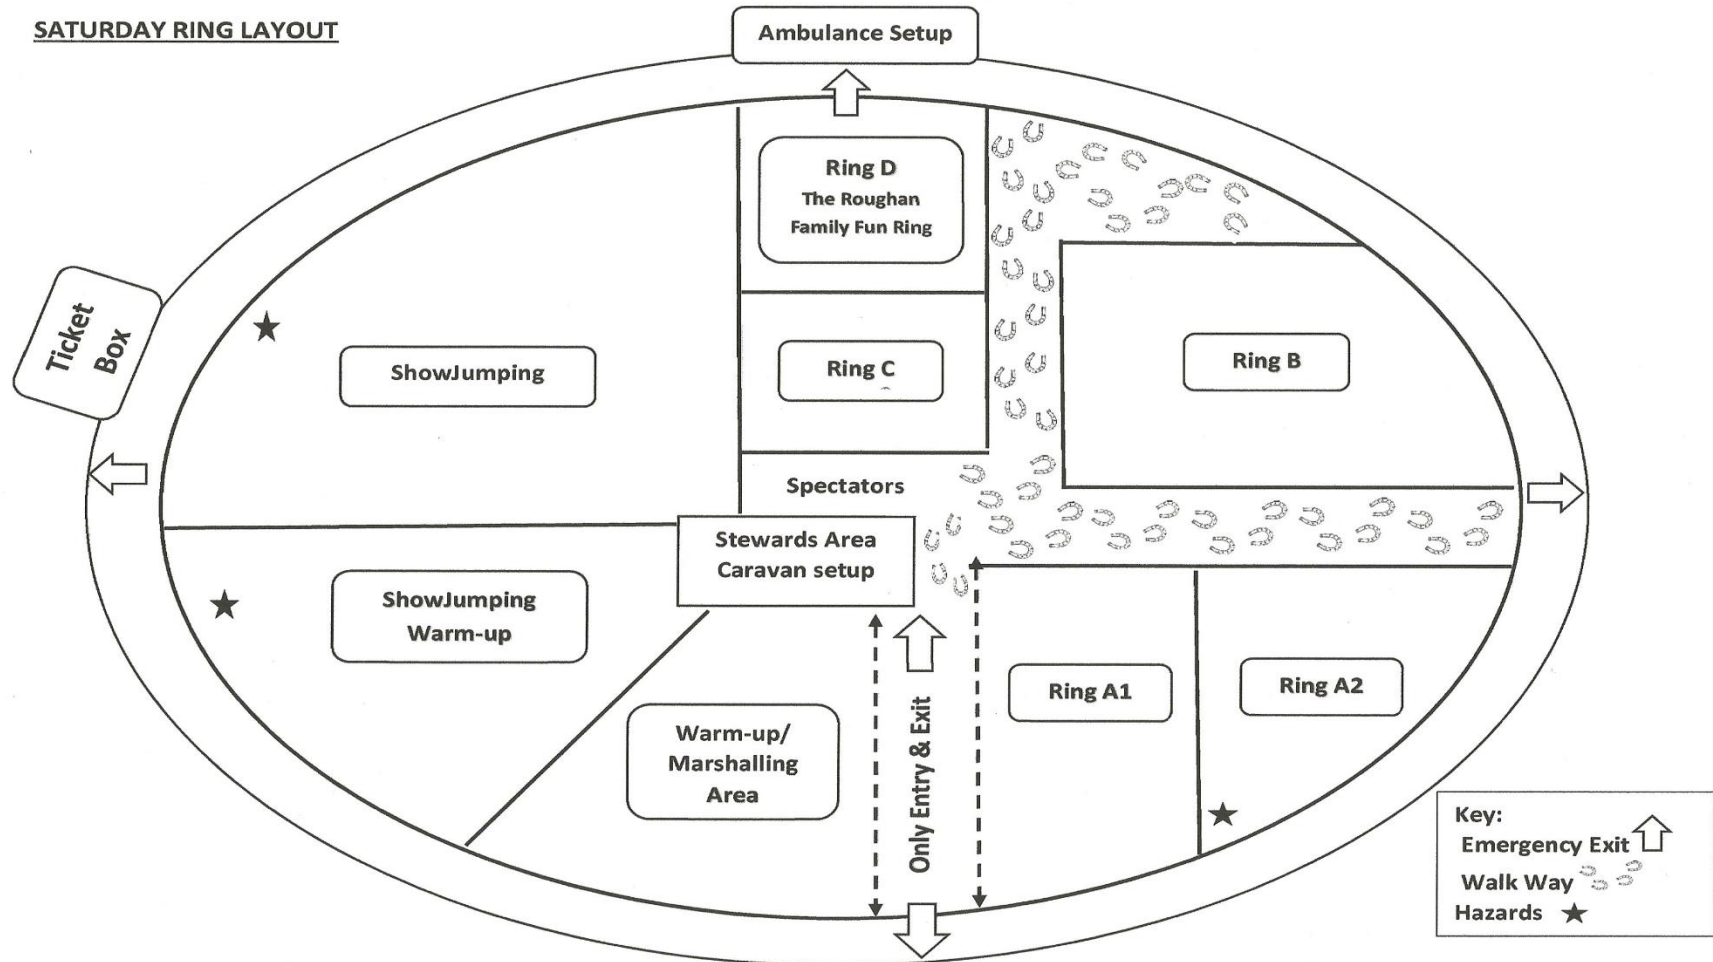 SATURDAY RING LAYOUT
Ambulance Setup
Ring D
The Roughan
Family Fun Ring
Ticket
Box
ShowJumping
Ring C
Ring B
Spectators
Stewards Area
Caravan setup
ShowJumping
Warm-up
Ring A1
Ring A2
Warm-up/
Marshalling
Area
Only Entry & Exit
Key:
Emergency Exit
Walk Way
Hazards